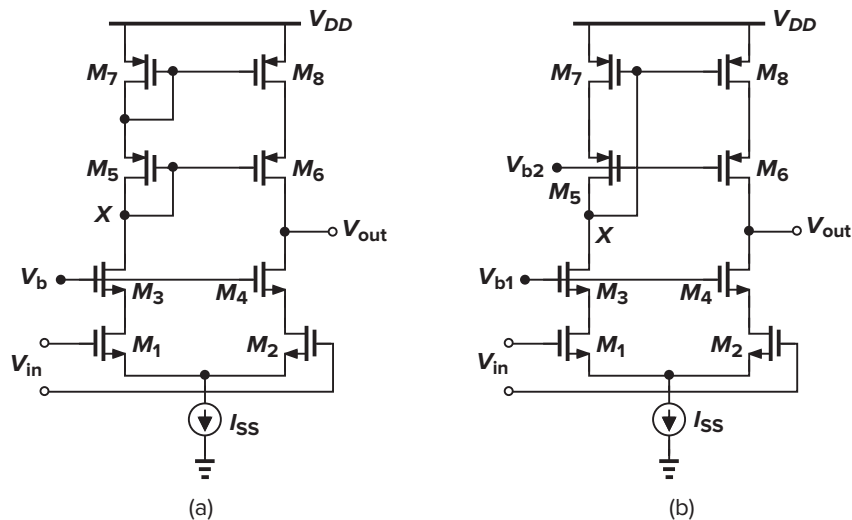 V_DD
M_7
M_8
M_5
M_6
X
V_out
V_b
M_3
M_4
M_1
M_2
V_in
I_SS
(a)
V_DD
M_7
M_8
V_b2
M_5
M_6
X
V_out
V_b1
M_3
M_4
M_1
M_2
V_in
I_SS
(b)